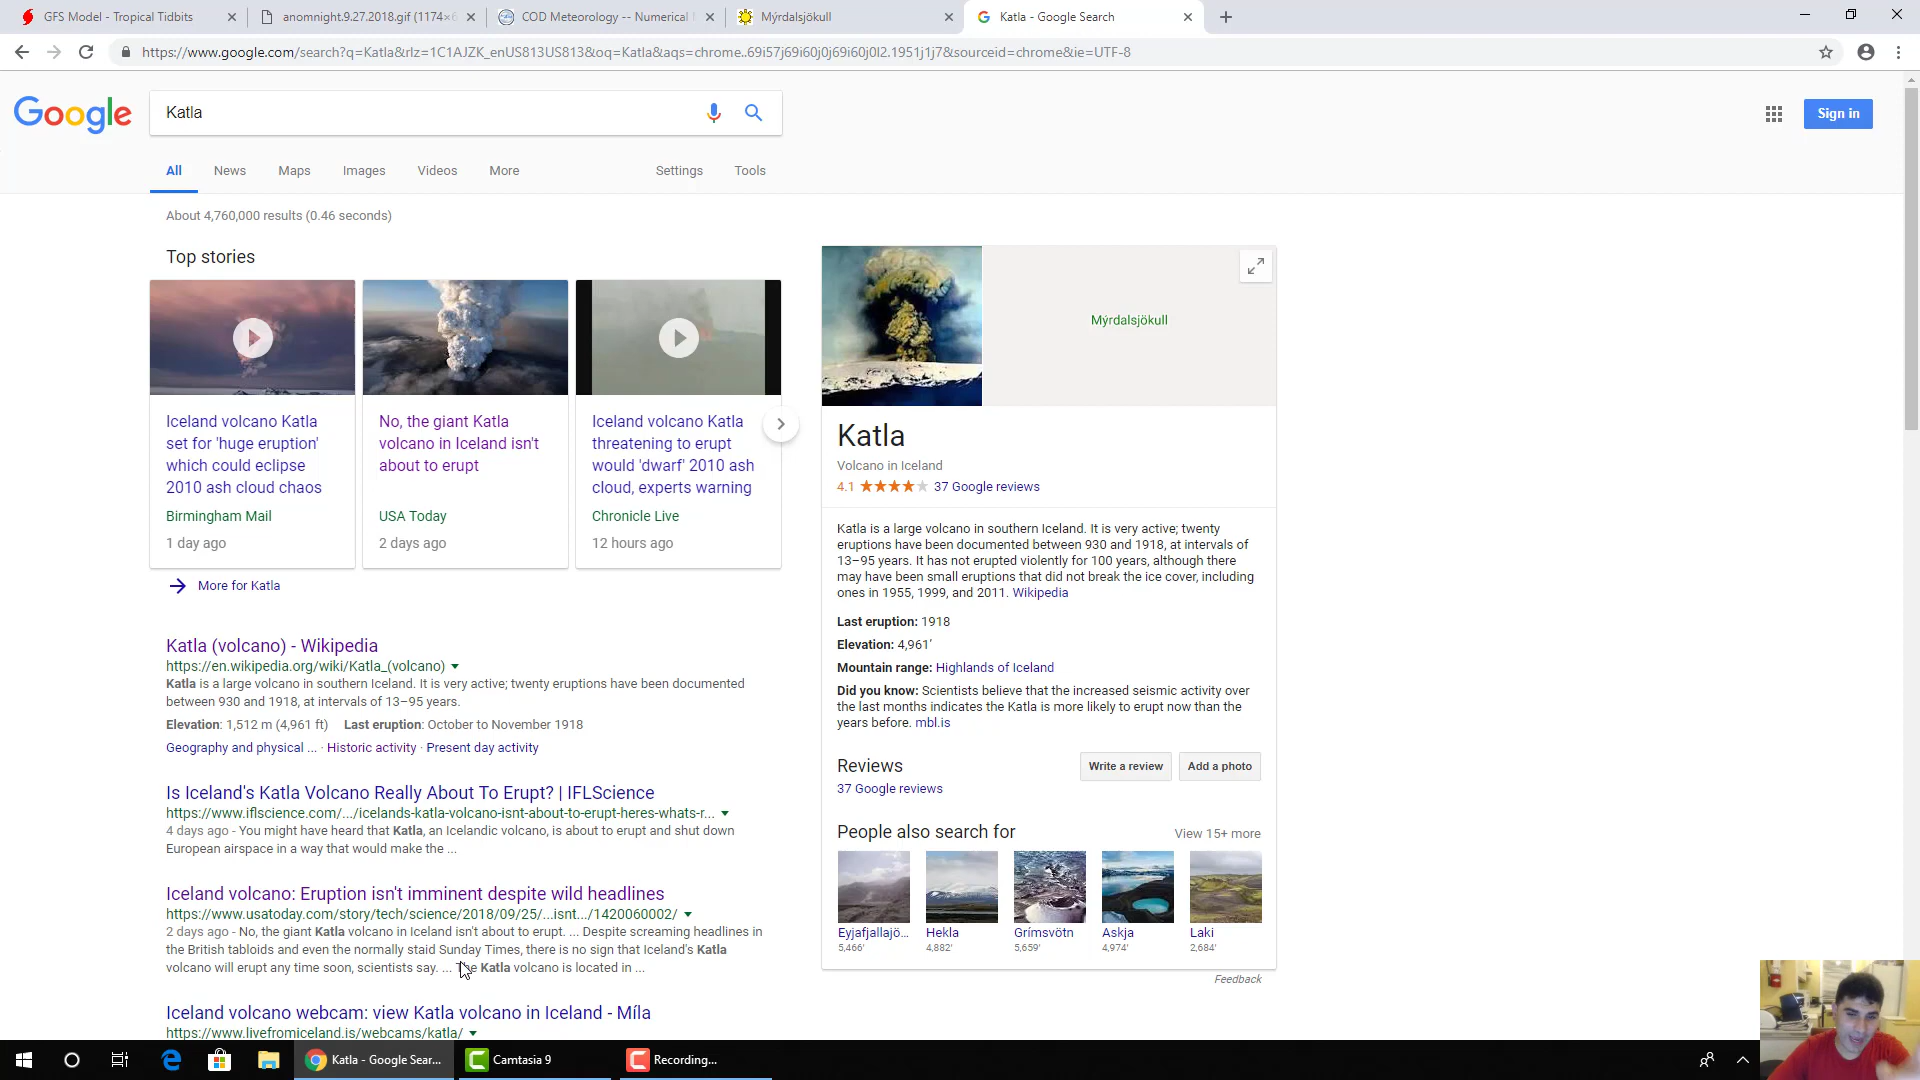 GFS Model - Tropical Tidbits
anomnight.9.27.2018.gif (1174×6
COD Meteorology -- Numerical
Mýrdalsjökull
Katla - Google Search
https://www.google.com/search?q=Katla&rlz=1C1AJZK_enUS813US813&oq=Katla&aqs=chrome..69i57j69i60j0j69i60j0l2.1951j1j7&sourceid=chrome&ie=UTF-8
Google
Katla
Sign in
All News Maps Images Videos More Settings Tools
About 4,760,000 results (0.46 seconds)
Top stories
Iceland volcano Katla
set for 'huge eruption'
which could eclipse
2010 ash cloud chaos
Birmingham Mail
1 day ago
No, the giant Katla
volcano in Iceland isn't
about to erupt
USA Today
2 days ago
Iceland volcano Katla
threatening to erupt
would 'dwarf' 2010 ash
cloud, experts warning
Chronicle Live
12 hours ago
More for Katla
Katla (volcano) - Wikipedia
https://en.wikipedia.org/wiki/Katla_(volcano)
Katla is a large volcano in southern Iceland. It is very active; twenty eruptions have been documented
between 930 and 1918, at intervals of 13–95 years.
Elevation: 1,512 m (4,961 ft) Last eruption: October to November 1918
Geography and physical ... · Historic activity · Present day activity
Is Iceland's Katla Volcano Really About To Erupt? | IFLScience
https://www.iflscience.com/.../icelands-katla-volcano-isnt-about-to-erupt-heres-whats-r...
4 days ago - You might have heard that Katla, an Icelandic volcano, is about to erupt and shut down
European airspace in a way that would make the ...
Iceland volcano: Eruption isn't imminent despite wild headlines
https://www.usatoday.com/story/tech/science/2018/09/25/...isnt.../1420060002/
2 days ago - No, the giant Katla volcano in Iceland isn't about to erupt. ... Despite screaming headlines in
the British tabloids and even the normally staid Sunday Times, there is no sign that Iceland's Katla
volcano will erupt any time soon, scientists say. ... The Katla volcano is located in ...
Iceland volcano webcam: view Katla volcano in Iceland - Míla
https://www.livefromiceland.is/webcams/katla/
Mýrdalsjökull
Katla
Volcano in Iceland
4.1 37 Google reviews
Katla is a large volcano in southern Iceland. It is very active; twenty
eruptions have been documented between 930 and 1918, at intervals of
13–95 years. It has not erupted violently for 100 years, although there
may have been small eruptions that did not break the ice cover, including
ones in 1955, 1999, and 2011. Wikipedia
Last eruption: 1918
Elevation: 4,961′
Mountain range: Highlands of Iceland
Did you know: Scientists believe that the increased seismic activity over
the last months indicates the Katla is more likely to erupt now than the
years before. mbl.is
Reviews
Write a review
Add a photo
37 Google reviews
People also search for
View 15+ more
Eyjafjallajö... Hekla Grímsvötn Askja Laki
5,466′ 4,882′ 5,659′ 4,974′ 2,684′
Feedback
Katla - Google Sear...
Camtasia 9
Recording...